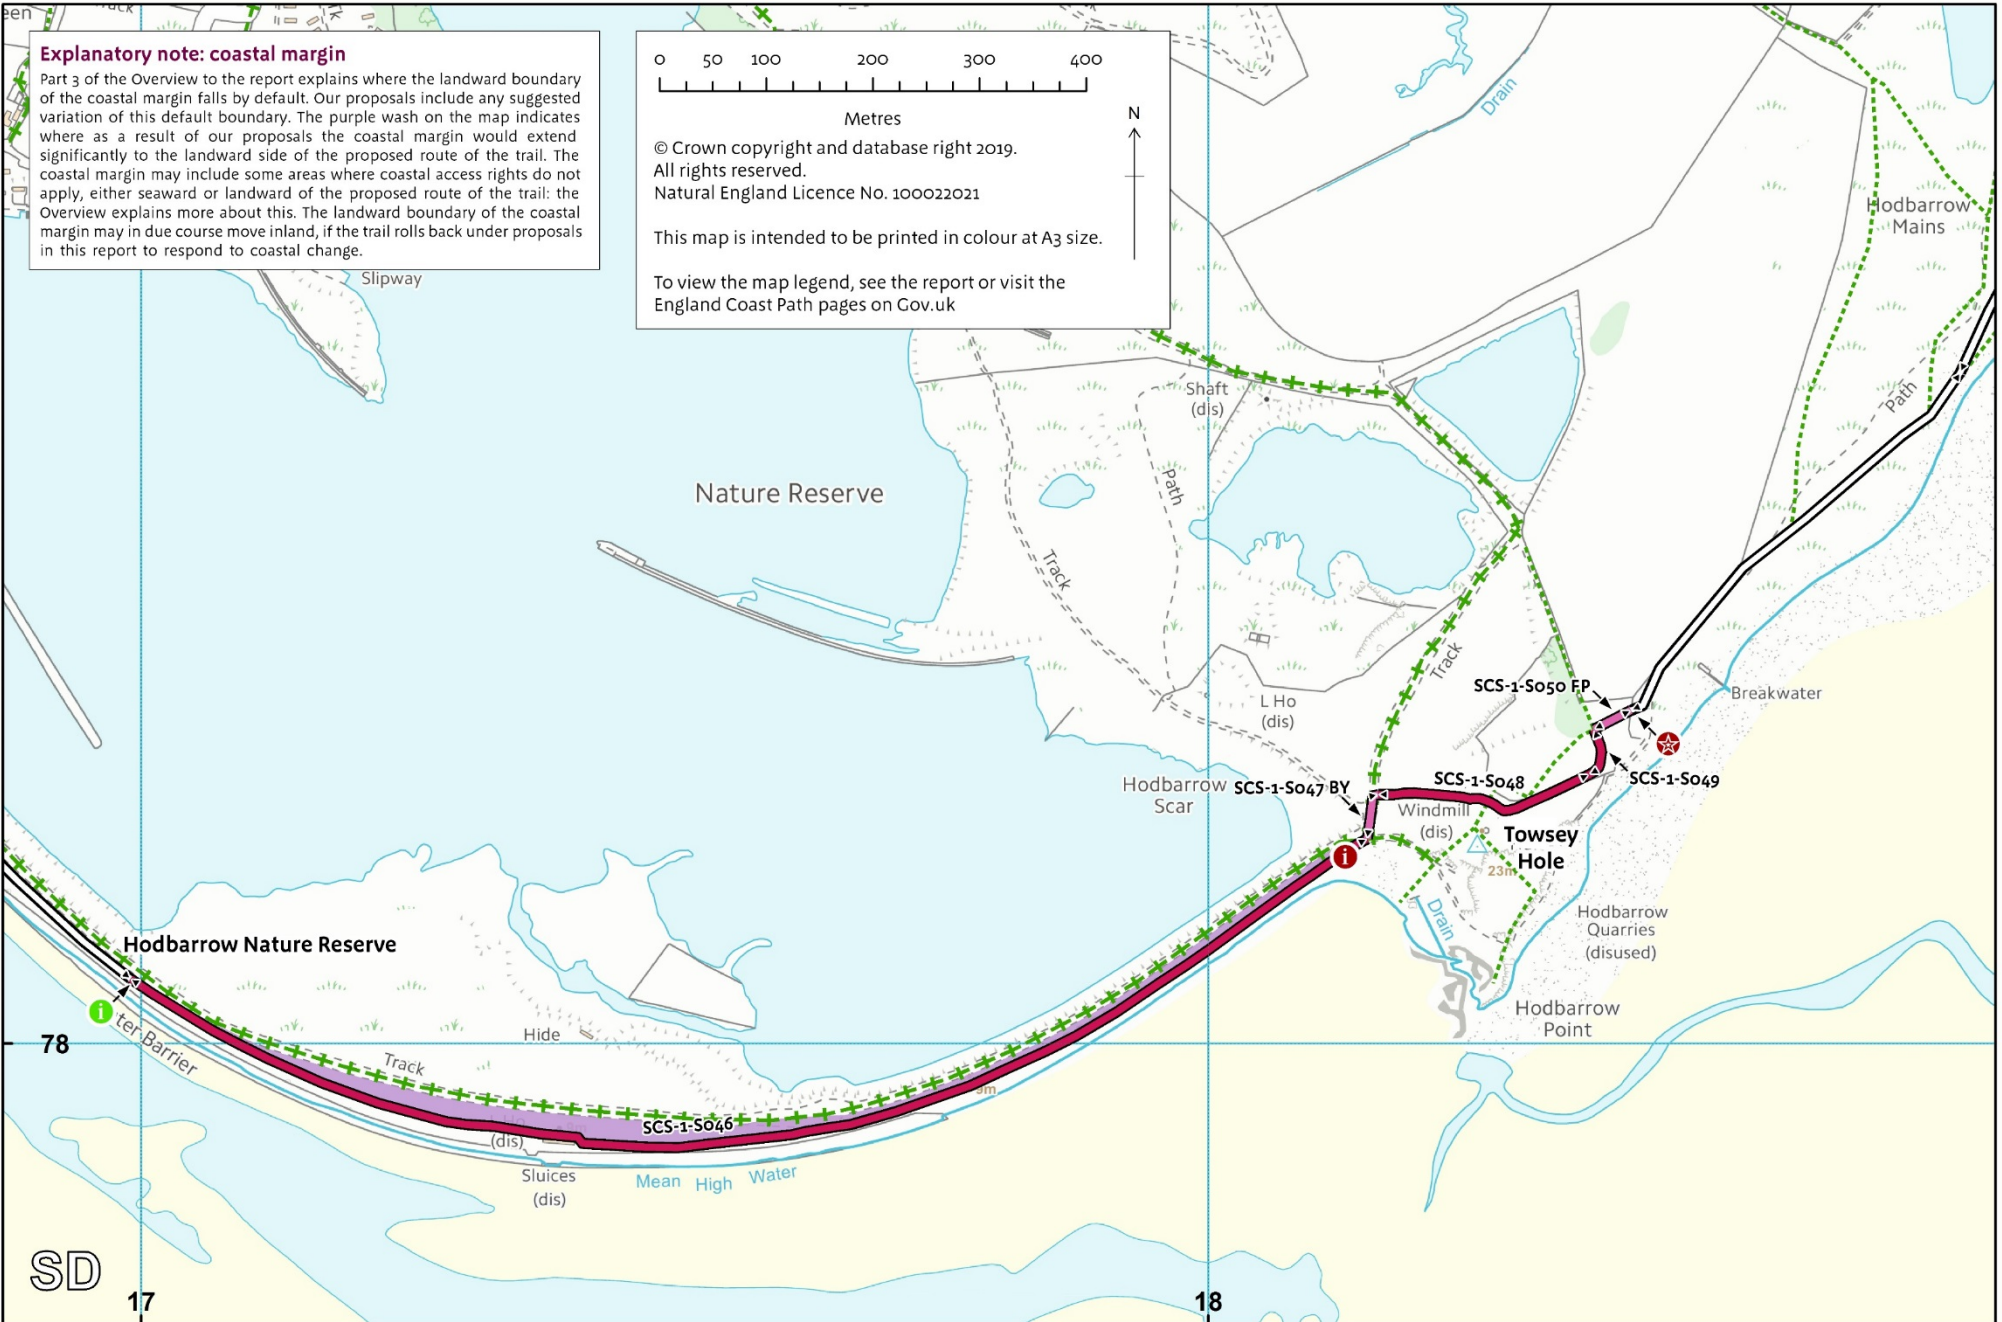 een
Track
Explanatory note: coastal margin
Part 3 of the Overview to the report explains where the landward boundary
of the coastal margin falls by default. Our proposals include any suggested
variation of this default boundary. The purple wash on the map indicates
where as a result of our proposals the coastal margin would extend
significantly to the landward side of the proposed route of the trail. The
coastal margin may include some areas where coastal access rights do not
apply, either seaward or landward of the proposed route of the trail: the
Overview explains more about this. The landward boundary of the coastal
margin may in due course move inland, if the trail rolls back under proposals
in this report to respond to coastal change.
0 50 100 200 300 400
Metres
N
© Crown copyright and database right 2019.
All rights reserved.
Natural England Licence No. 100022021
This map is intended to be printed in colour at A3 size.
To view the map legend, see the report or visit the
England Coast Path pages on Gov.uk
Drain
Hodbarrow
Mains
Slipway
Shaft
(dis)
Path
Nature Reserve
Path
Track
Track
SCS-1-S050 FP
Breakwater
L Ho
(dis)
Hodbarrow
Scar
SCS-1-S047 BY
SCS-1-S048
SCS-1-S049
Windmill
(dis)
Towsey
Hole
23m
i
Drain
Hodbarrow
Quarries
(disused)
Hodbarrow Nature Reserve
i
ter Barrier
Hodbarrow
Point
78
Hide
Track
9m
SCS-1-S046
(dis)
Sluices
(dis)
Mean High Water
SD
17
18